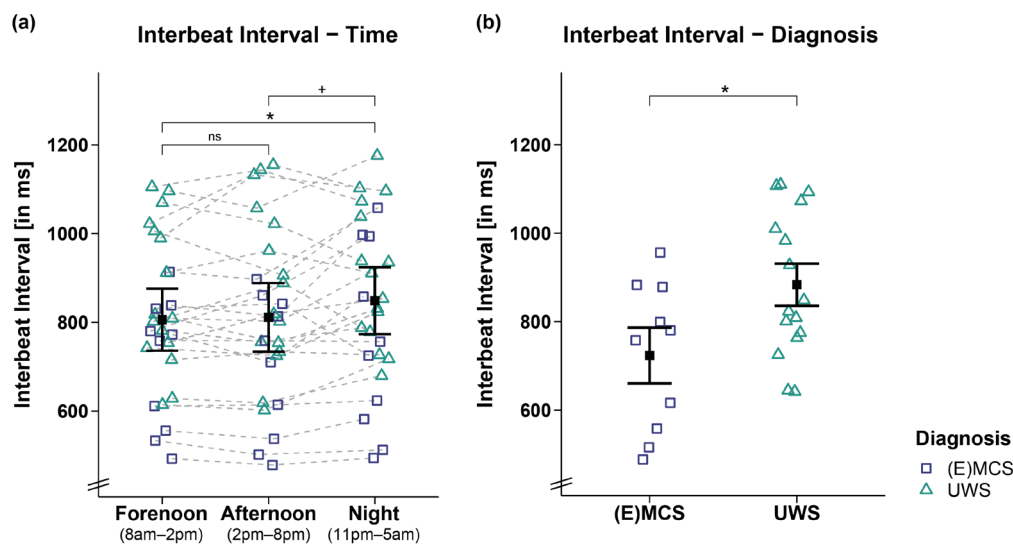 (a)
Interbeat Interval − Time
Interbeat Interval [in ms]
1200
1000
800
600
+
*
ns
Forenoon
(8am–2pm)
Afternoon
(2pm–8pm)
Night
(11pm–5am)
(b)
Interbeat Interval − Diagnosis
Interbeat Interval [in ms]
1200
1000
800
600
*
(E)MCS
UWS
Diagnosis
(E)MCS
UWS